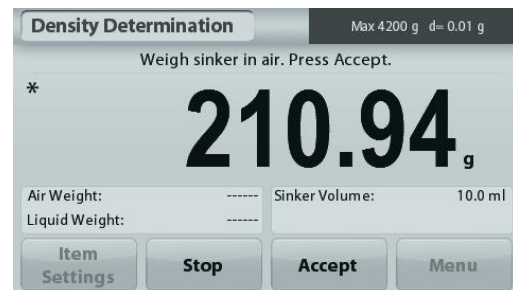 Density Determination Max 4200 g d= 0.01 g
Weigh sinker in air. Press Accept.
* 210.94 g
Air Weight: ------ Sinker Volume: 10.0 ml
Liquid Weight: ------
Item Settings Stop Accept Menu